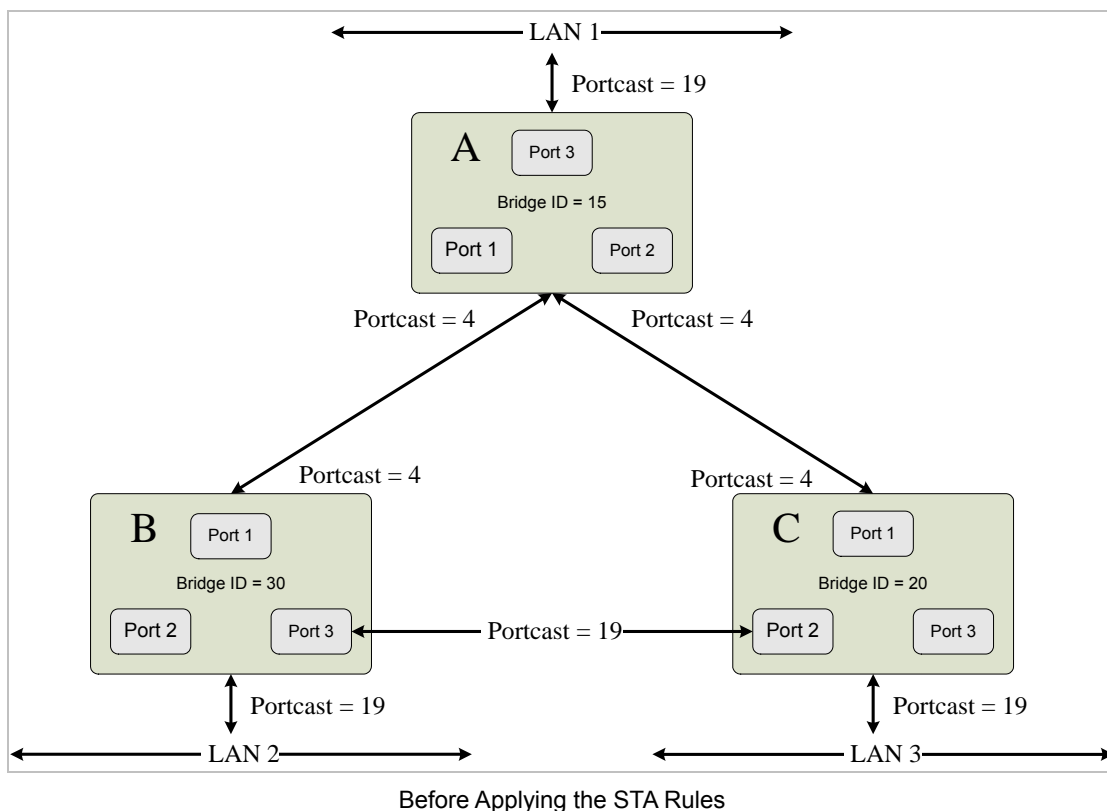 LAN 1
Portcast = 19
A
Port 3
Bridge ID = 15
Port 1
Port 2
Portcast = 4
Portcast = 4
Portcast = 4
Portcast = 4
B
Port 1
Bridge ID = 30
Port 2
Port 3
Portcast = 19
C
Port 1
Bridge ID = 20
Port 2
Port 3
Portcast = 19
Portcast = 19
LAN 2
LAN 3
Before Applying the STA Rules